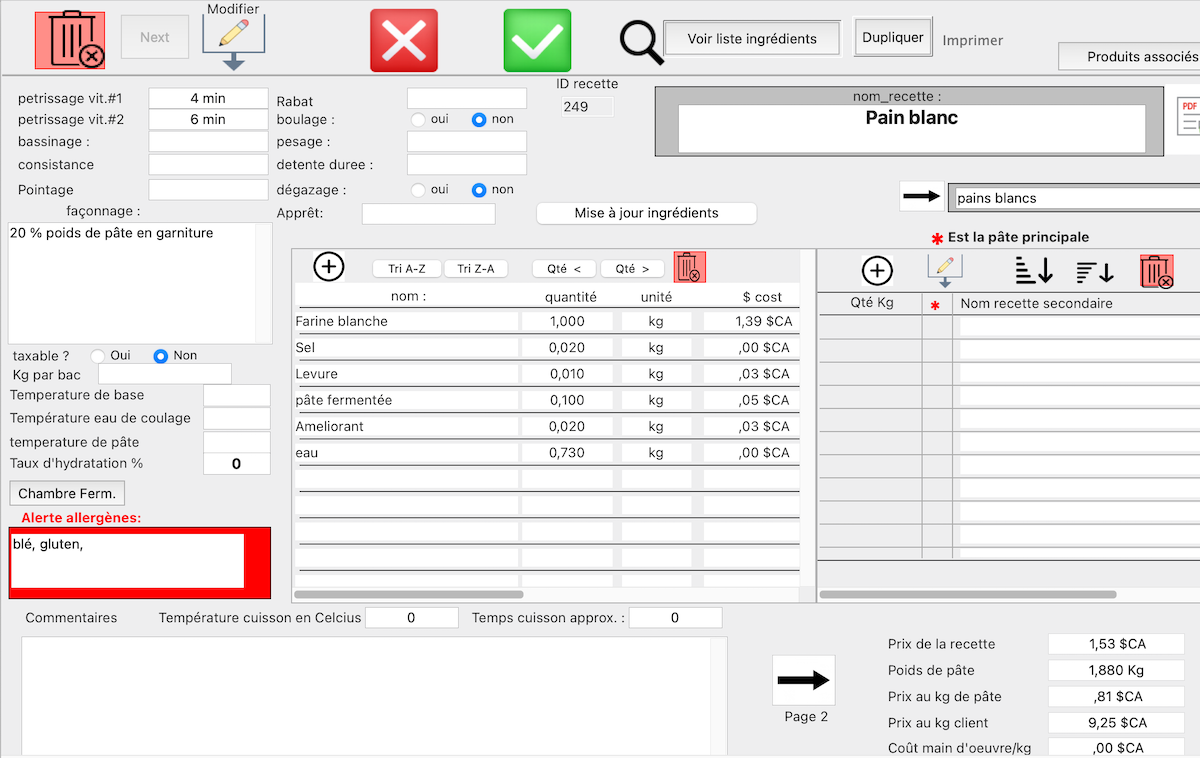 Modifier
Next
Voir liste ingrédients
Dupliquer
Imprimer
Produits associés
petrissage vit.#1 4 min
petrissage vit.#2 6 min
bassinage :
consistance
Pointage
façonnage :
20 % poids de pâte en garniture
Rabat
boulage : oui non
pesage :
detente duree :
dégazage : oui non
Apprêt:
ID recette
249
nom_recette :
Pain blanc
PDF
pains blancs
Mise à jour ingrédients
* Est la pâte principale
Tri A-Z Tri Z-A Qté < Qté >
nom : quantité unité $ cost
Farine blanche 1,000 kg 1,39 $CA
Sel 0,020 kg ,00 $CA
Levure 0,010 kg ,03 $CA
pâte fermentée 0,100 kg ,05 $CA
Ameliorant 0,020 kg ,03 $CA
eau 0,730 kg ,00 $CA
Qté Kg * Nom recette secondaire
taxable ? Oui Non
Kg par bac
Temperature de base
Température eau de coulage
temperature de pâte
Taux d'hydratation % 0
Chambre Ferm.
Alerte allergènes:
blé, gluten,
Commentaires
Température cuisson en Celcius 0
Temps cuisson approx. : 0
Page 2
Prix de la recette 1,53 $CA
Poids de pâte 1,880 Kg
Prix au kg de pâte ,81 $CA
Prix au kg client 9,25 $CA
Coût main d'oeuvre/kg ,00 $CA